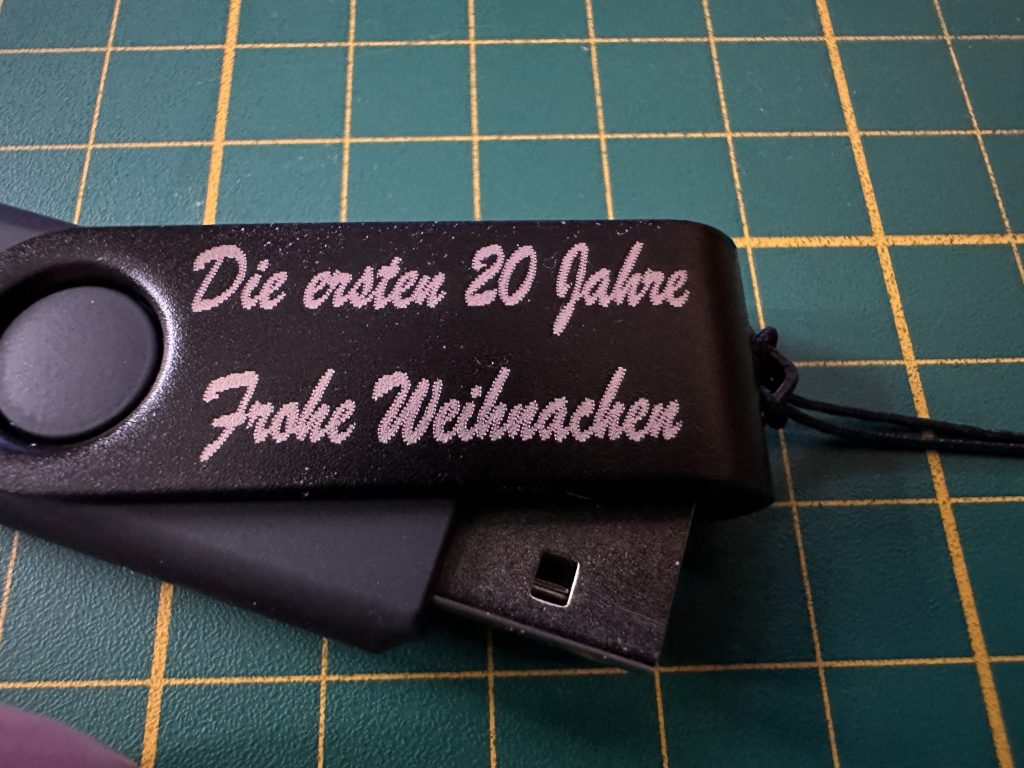 Die ersten 20 Jahre
Frohe Weihnachen